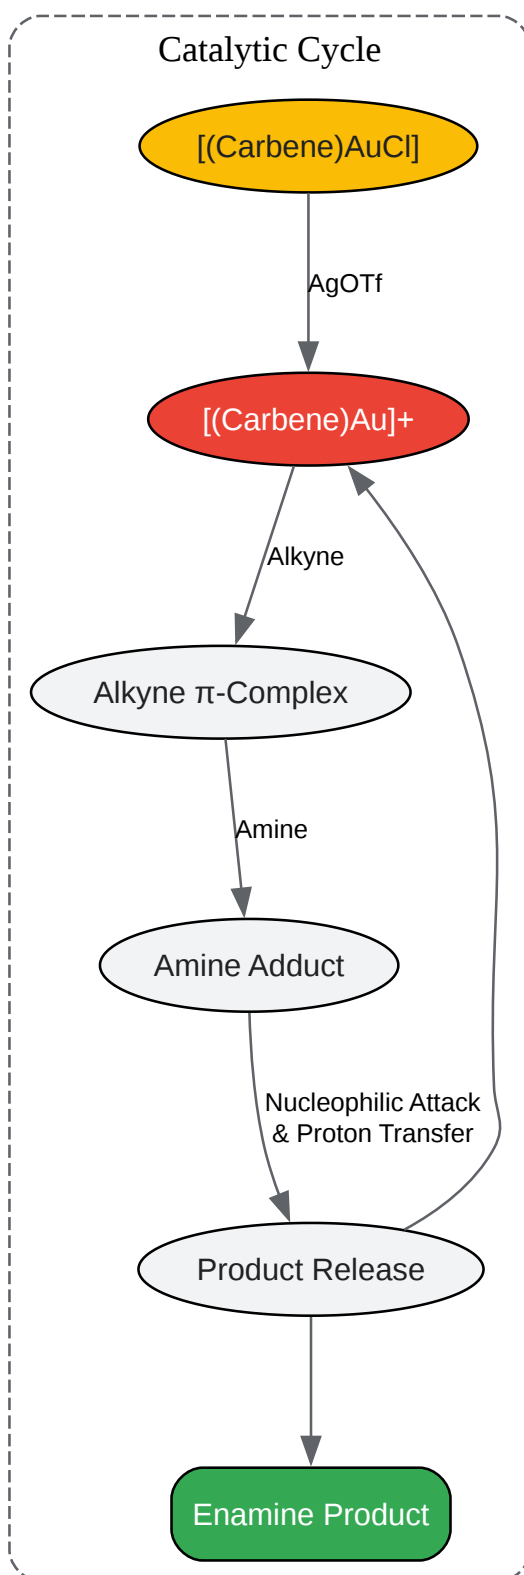 Catalytic Cycle
[(Carbene)AuCl]
AgOTf
[(Carbene)Au]+
Alkyne
Alkyne π-Complex
Amine
Amine Adduct
Nucleophilic Attack
& Proton Transfer
Product Release
Enamine Product